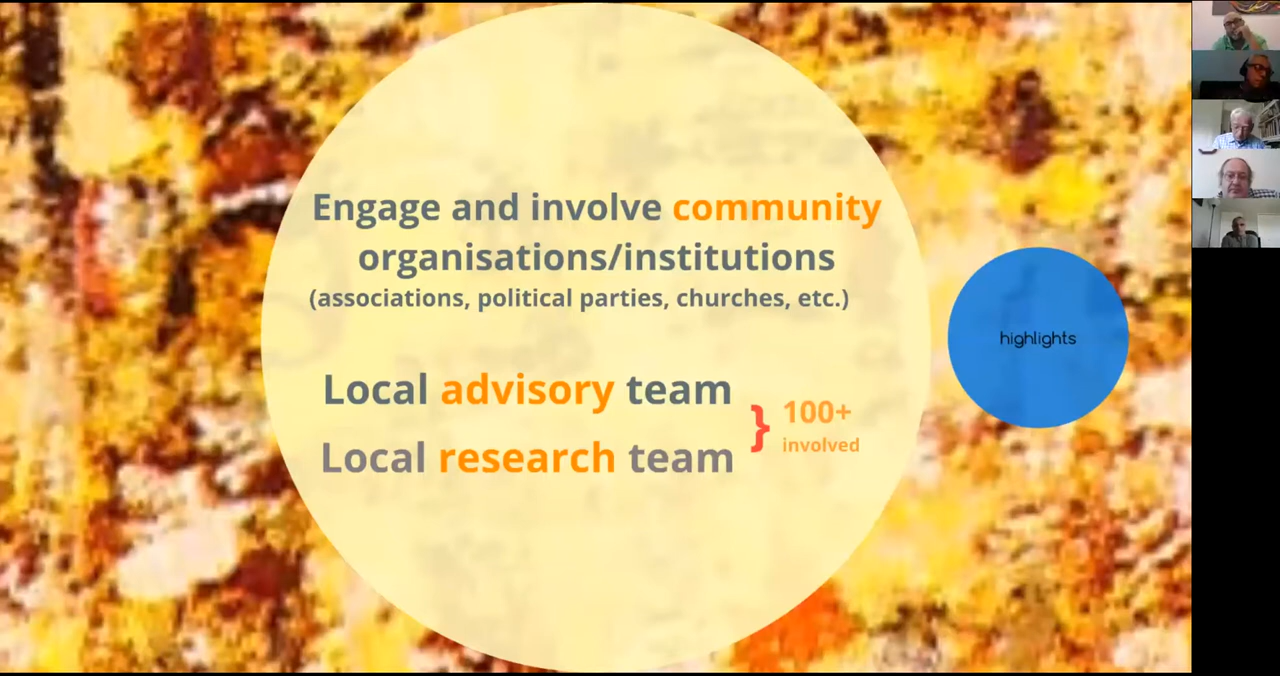 Engage and involve community
organisations/institutions
(associations, political parties, churches, etc.)
Local advisory team
Local research team
} 100+
involved
highlights